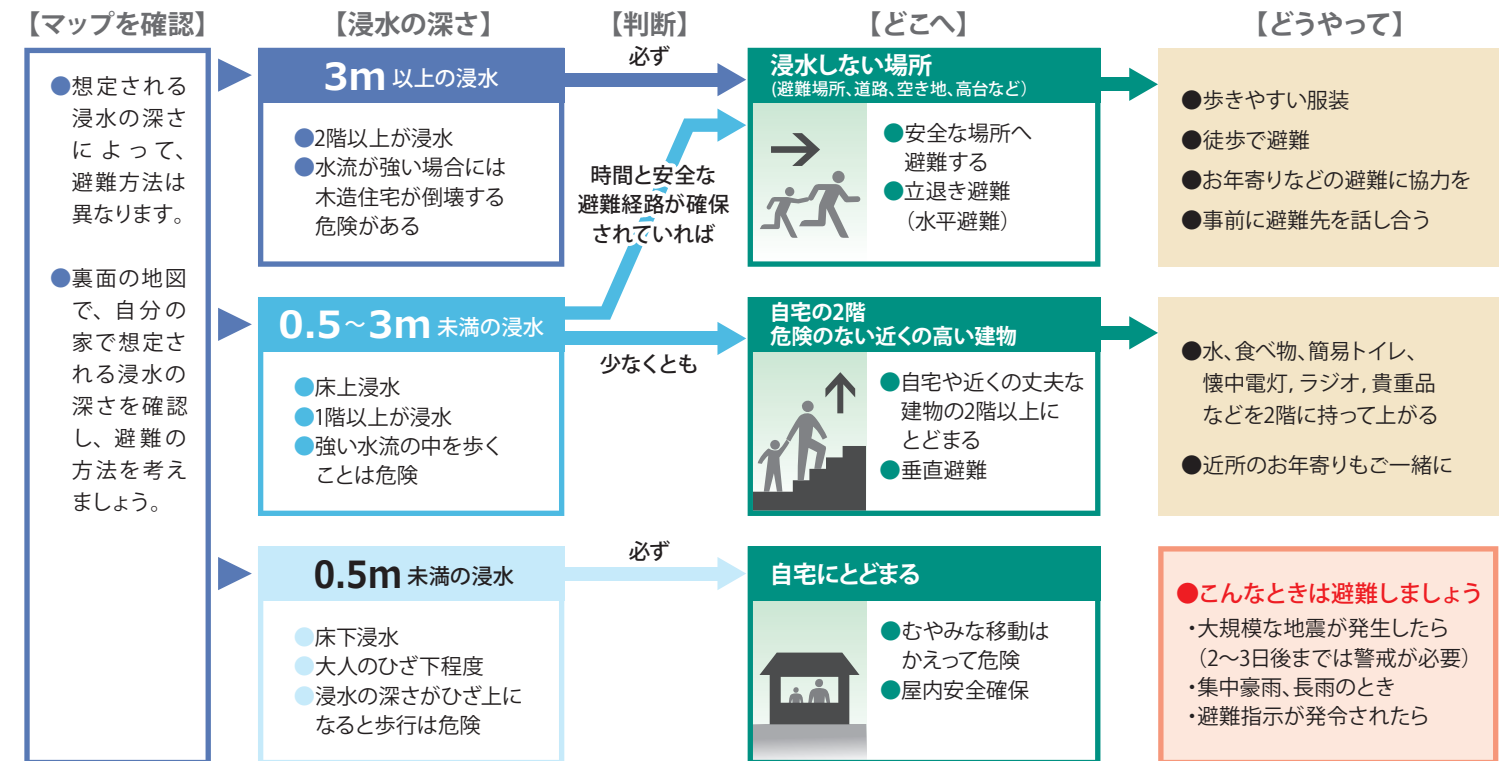 【マップを確認】
【浸水の深さ】
【判断】
【どこへ】
【どうやって】
●想定される
浸水の深さ
によって、
避難方法は
異なります。
●裏面の地図
で、自分の
家で想定さ
れる浸水の
深さを確認
し、避難の
方法を考え
ましょう。
3m 以上の浸水
●2階以上が浸水
●水流が強い場合には
木造住宅が倒壊する
危険がある
必ず
浸水しない場所
(避難場所、道路、空き地、高台など)
●安全な場所へ
避難する
●立退き避難
（水平避難）
●歩きやすい服装
●徒歩で避難
●お年寄りなどの避難に協力を
●事前に避難先を話し合う
時間と安全な
避難経路が確保
されていれば
0.5～3m 未満の浸水
●床上浸水
●1階以上が浸水
●強い水流の中を歩く
ことは危険
少なくとも
自宅の2階
危険のない近くの高い建物
●自宅や近くの丈夫な
建物の2階以上に
とどまる
●垂直避難
●水、食べ物、簡易トイレ、
懐中電灯,ラジオ,貴重品
などを2階に持って上がる
●近所のお年寄りもご一緒に
0.5m 未満の浸水
●床下浸水
●大人のひざ下程度
●浸水の深さがひざ上に
なると歩行は危険
必ず
自宅にとどまる
●むやみな移動は
かえって危険
●屋内安全確保
●こんなときは避難しましょう
・大規模な地震が発生したら
（2～3日後までは警戒が必要）
・集中豪雨、長雨のとき
・避難指示が発令されたら